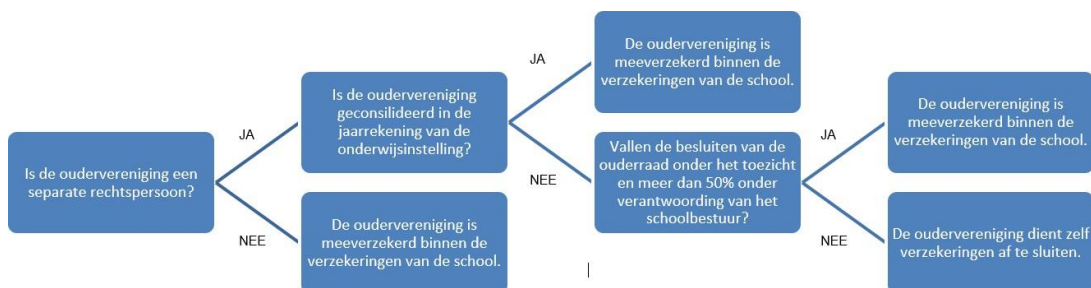 Is de oudervereniging een
separate rechtspersoon?
JA
NEE
Is de oudervereniging
geconsilideerd in de
jaarrekening van de
onderwijsinstelling?
De oudervereniging is
meeverzekerd binnen de
verzekeringen van de school.
JA
NEE
De oudervereniging is
meeverzekerd binnen de
verzekeringen van de school.
Vallen de besluiten van de
ouderraad onder het toezicht
en meer dan 50% onder
verantwoording van het
schoolbestuur?
JA
NEE
De oudervereniging is
meeverzekerd binnen de
verzekeringen van de school.
De oudervereniging dient zelf
verzekeringen af te sluiten.